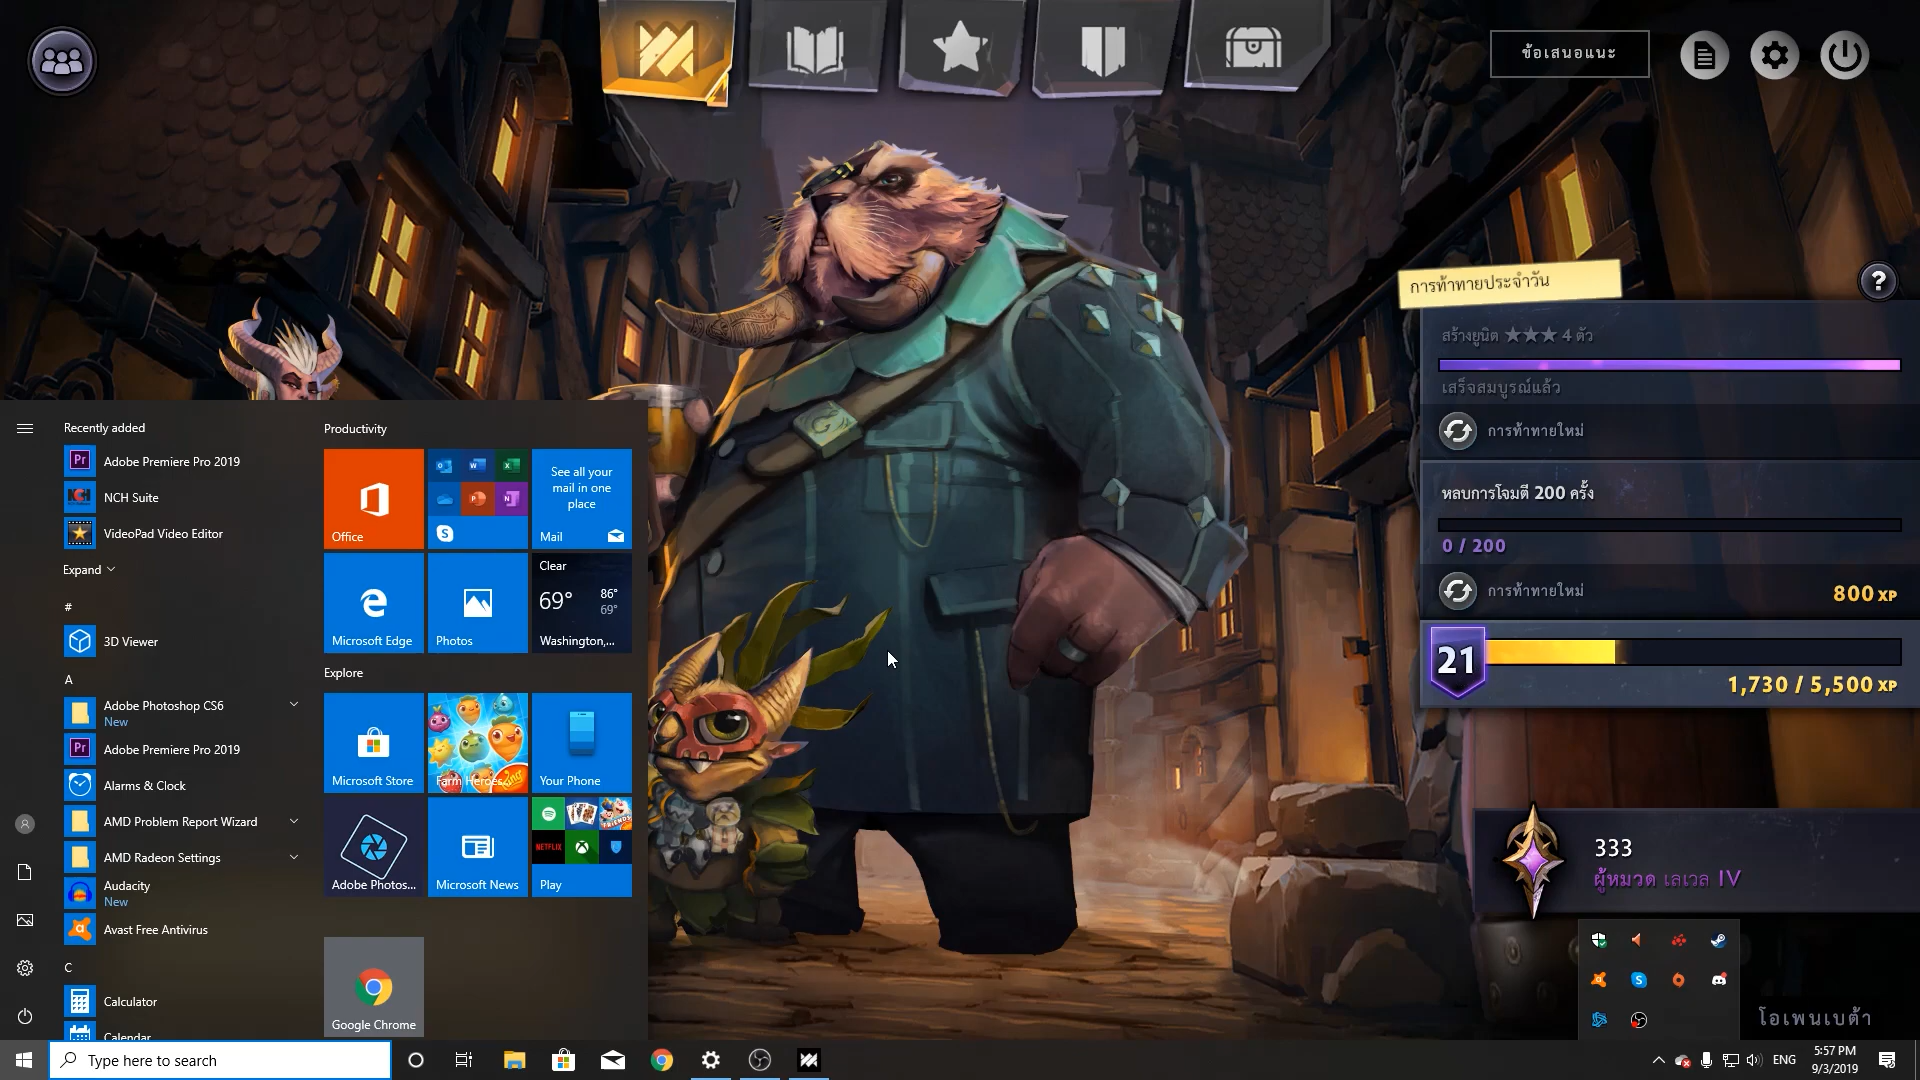 ข้อเสนอแนะ
การท้าทายประจำวัน
?
สร้างยูนิต ★★★ 4 ตัว
เสร็จสมบูรณ์แล้ว
การท้าทายใหม่
หลบการโจมตี 200 ครั้ง
0 / 200
การท้าทายใหม่
800 XP
21
1,730 / 5,500 XP
333
ผู้หมวด เลเวล IV
โอเพนเบต้า
Recently added
Adobe Premiere Pro 2019
NCH Suite
VideoPad Video Editor
Expand
#
3D Viewer
A
Adobe Photoshop CS6
New
Adobe Premiere Pro 2019
Alarms & Clock
AMD Problem Report Wizard
AMD Radeon Settings
Audacity
New
Avast Free Antivirus
C
Calculator
Calendar
Productivity
Office
See all your
mail in one
place
Mail
Microsoft Edge
Photos
Clear
69° 86°
69°
Washington,...
Explore
Microsoft Store
Farm Heroes...
Your Phone
Adobe Photos...
Microsoft News
NETFLIX
Play
Google Chrome
Type here to search
ENG
5:57 PM
9/3/2019